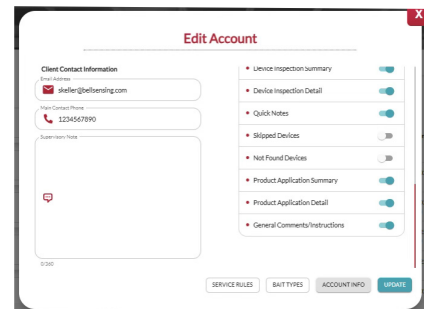 X
Edit Account
Client Contact Information
Email Address
skeller@bellsensing.com
Main Contact Phone
1234567890
Supervisory Note
0/360
Device Inspection Summary
Device Inspection Detail
Quick Notes
Skipped Devices
Not Found Devices
Product Application Summary
Product Application Detail
General Comments/Instructions
SERVICE RULES
BAIT TYPES
ACCOUNT INFO
UPDATE